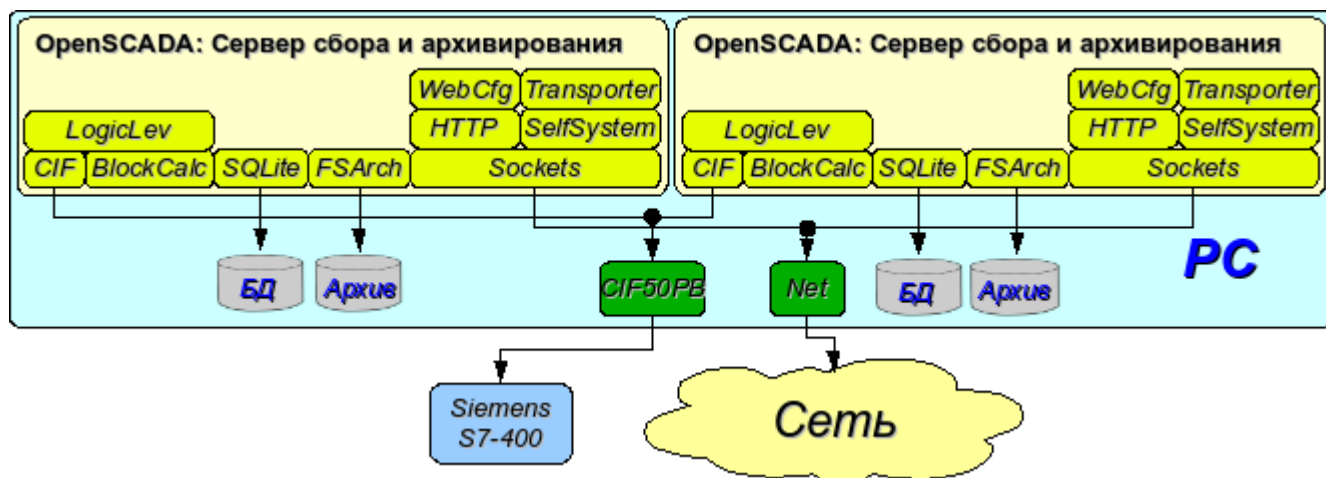 OpenSCADA: Сервер сбора и архивирования
WebCfg Transporter
LogicLev HTTP SelfSystem
CIF BlockCalc SQLite FSArch Sockets
OpenSCADA: Сервер сбора и архивирования
WebCfg Transporter
LogicLev HTTP SelfSystem
CIF BlockCalc SQLite FSArch Sockets
БД Архив CIF50PB Net БД Архив
PC
Siemens
S7-400
Сеть